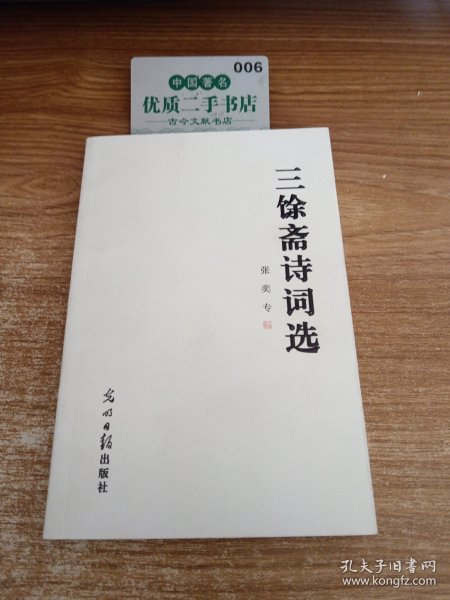 006
中国著名
优质二手书店
古今文献书店
三馀斋诗词选
张奕专
光明日报出版社
孔夫子旧书网
www.kongfz.com